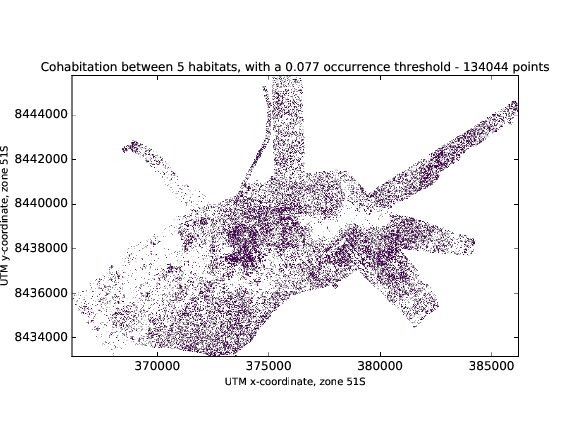 Cohabitation between 5 habitats, with a 0.077 occurrence threshold - 134044 points
8444000
8442000
8440000
8438000
8436000
8434000
UTM y-coordinate, zone 51S
370000 375000 380000 385000
UTM x-coordinate, zone 51S